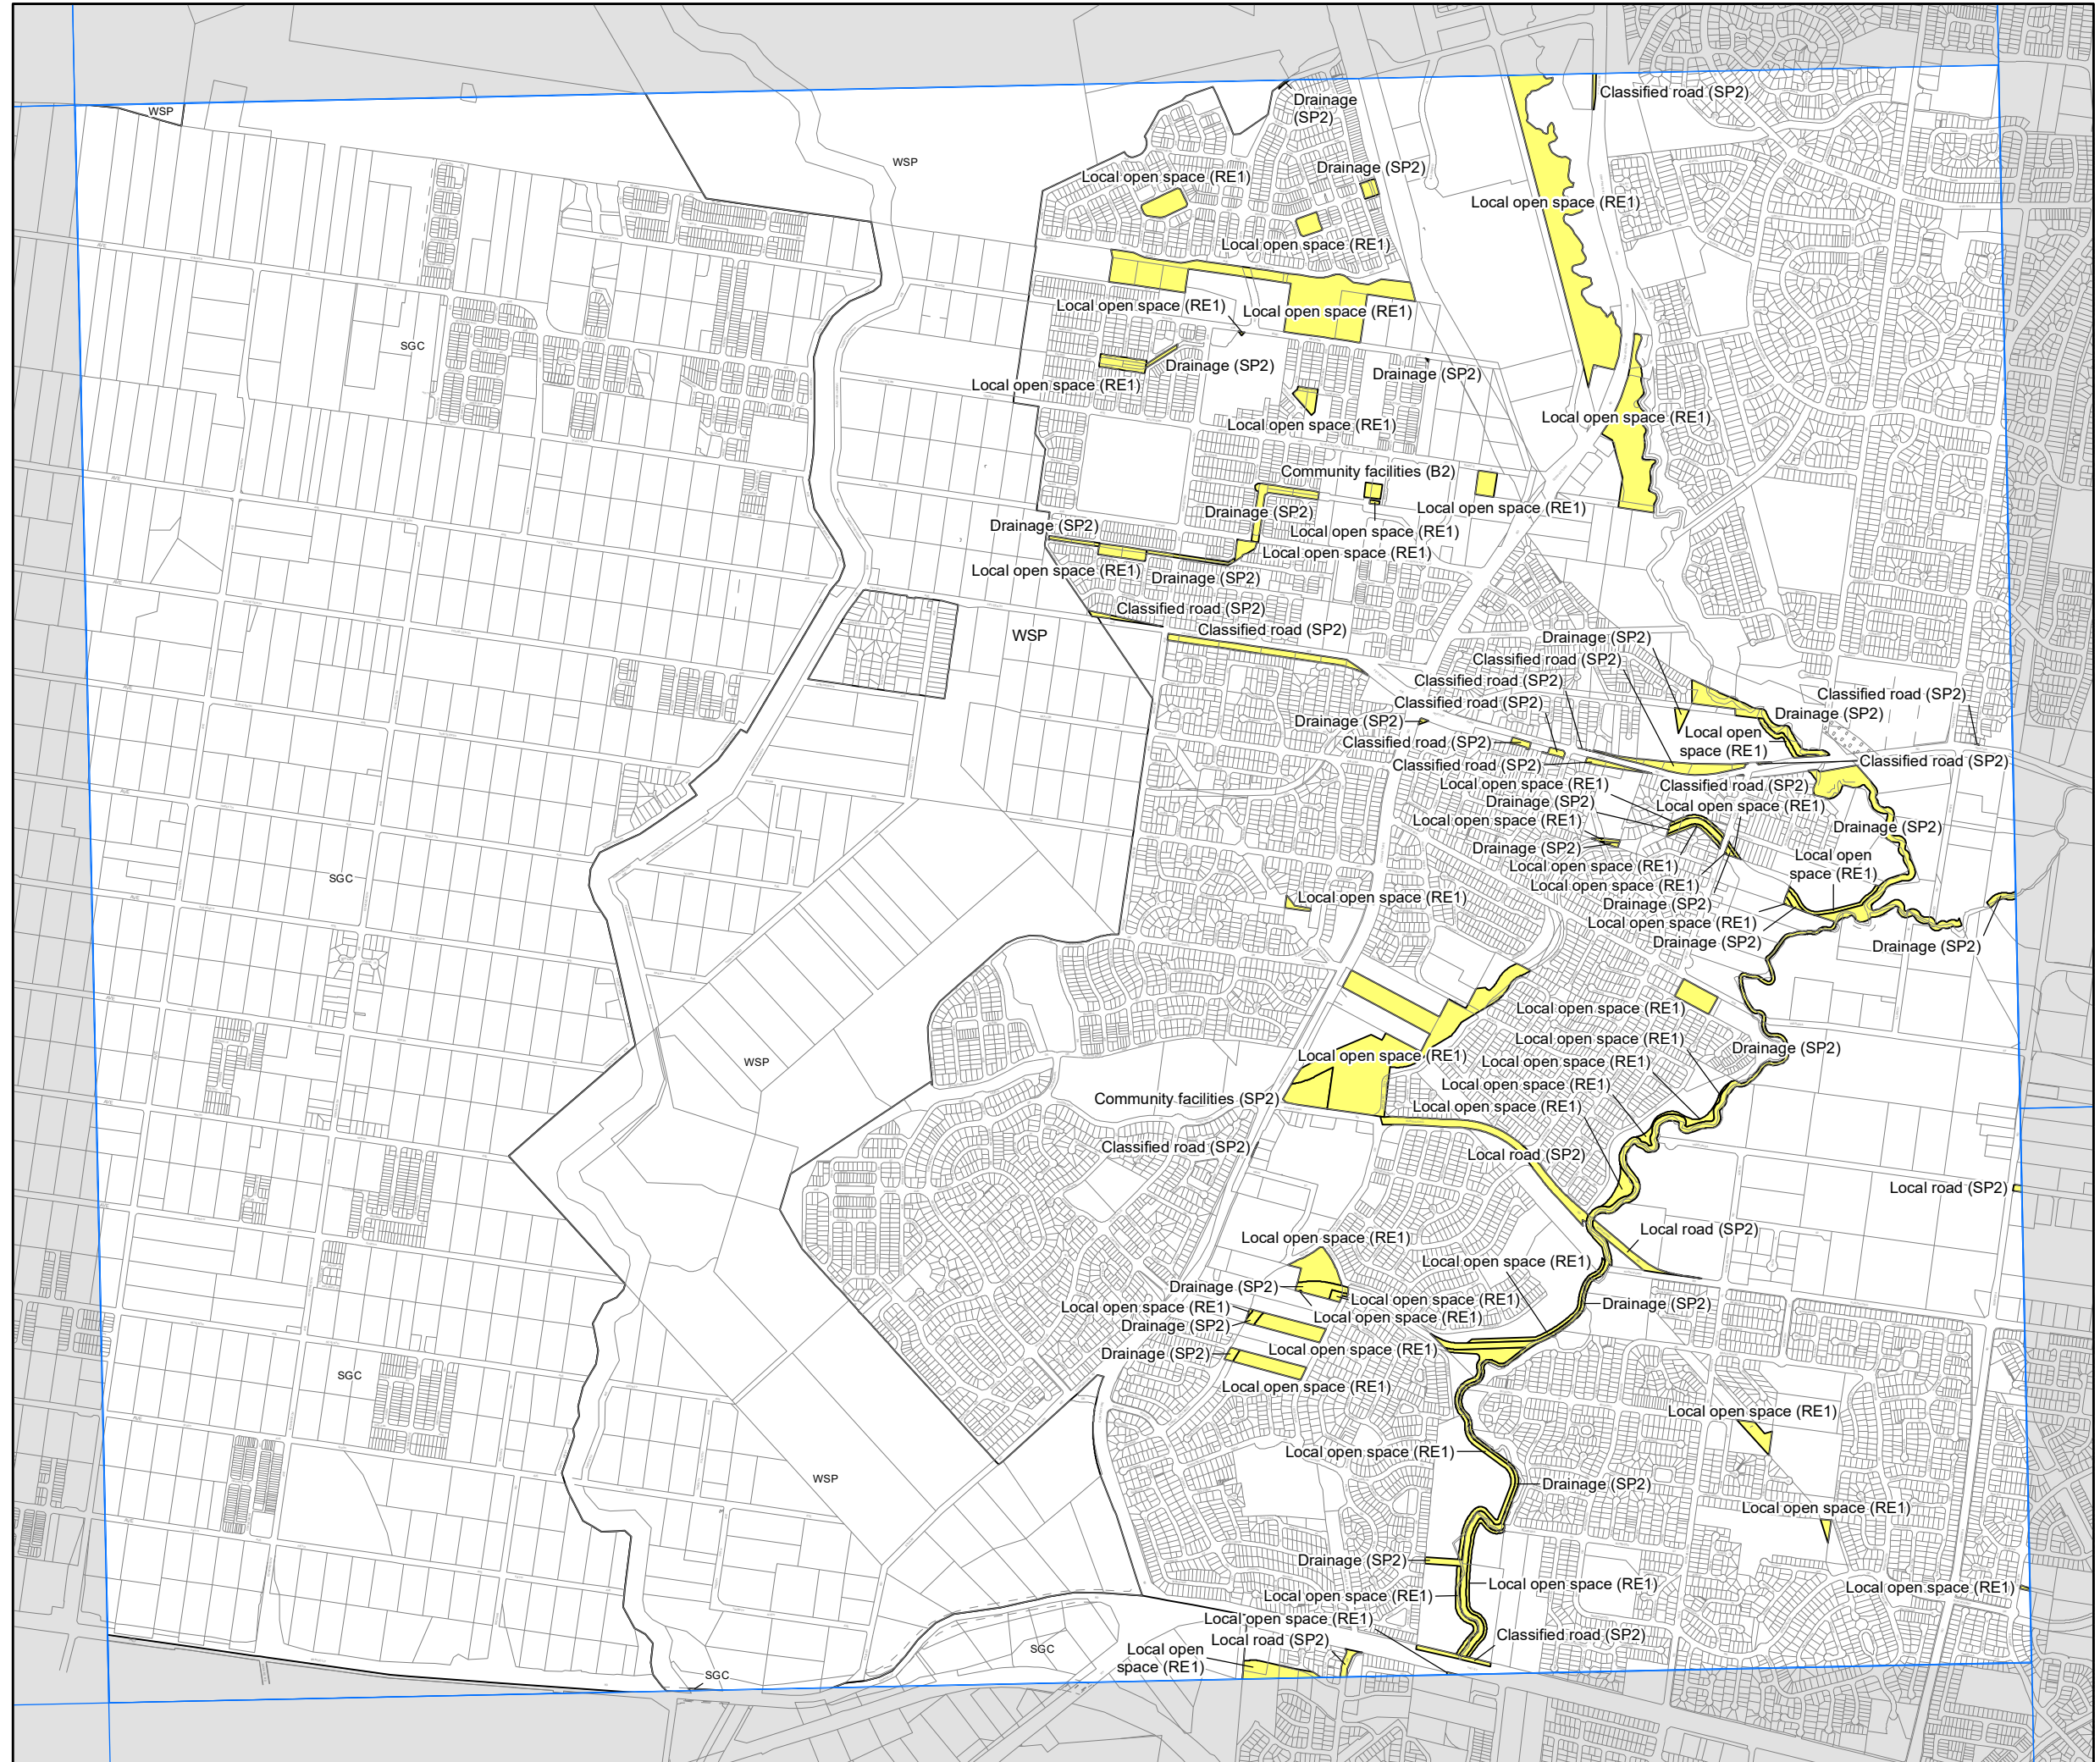 Classified road (SP2)
Drainage
(SP2)
WSP
WSP
Drainage (SP2)
Local open space (RE1)
Local open space (RE1)
Local open space (RE1)
Local open space (RE1)
Local open space (RE1)
SGC
Drainage (SP2)
Drainage (SP2)
Local open space (RE1)
Local open space (RE1)
Local open space (RE1)
Community facilities (B2)
Local open space (RE1)
Drainage (SP2)
Drainage (SP2)
Local open space (RE1)
Local open space (RE1)
Local open space (RE1)
Drainage (SP2)
Classified road (SP2)
Classified road (SP2)
WSP
Drainage (SP2)
Classified road (SP2)
Classified road (SP2)
Classified road (SP2)
Classified road (SP2)
Drainage (SP2)
Drainage (SP2)
Local open
space (RE1)
Classified road (SP2)
Classified road (SP2)
Classified road (SP2)
Local open space (RE1)
Classified road (SP2)
Drainage (SP2)
Local open space (RE1)
Local open space (RE1)
Drainage (SP2)
Drainage (SP2)
Local open
space (RE1)
Local open space (RE1)
SGC
Local open space (RE1)
Local open space (RE1)
Drainage (SP2)
Local open space (RE1)
Drainage (SP2)
Drainage (SP2)
Local open space (RE1)
Local open space (RE1)
Drainage (SP2)
Local open space (RE1)
Local open space (RE1)
WSP
Local open space (RE1)
Community facilities (SP2)
Local open space (RE1)
Classified road (SP2)
Local road (SP2)
Local road (SP2)
Local road (SP2)
Local open space (RE1)
Local open space (RE1)
Drainage (SP2)
Local open space (RE1)
Local open space (RE1)
Drainage (SP2)
Local open space (RE1)
Drainage (SP2)
Local open space (RE1)
Drainage (SP2)
SGC
Local open space (RE1)
Local open space (RE1)
Local open space (RE1)
WSP
Drainage (SP2)
Local open space (RE1)
Drainage (SP2)
Local open space (RE1)
Local open space (RE1)
Local open space (RE1)
Local open space (RE1)
Classified road (SP2)
Local road (SP2)
SGC
Local open
space (RE1)
SGC